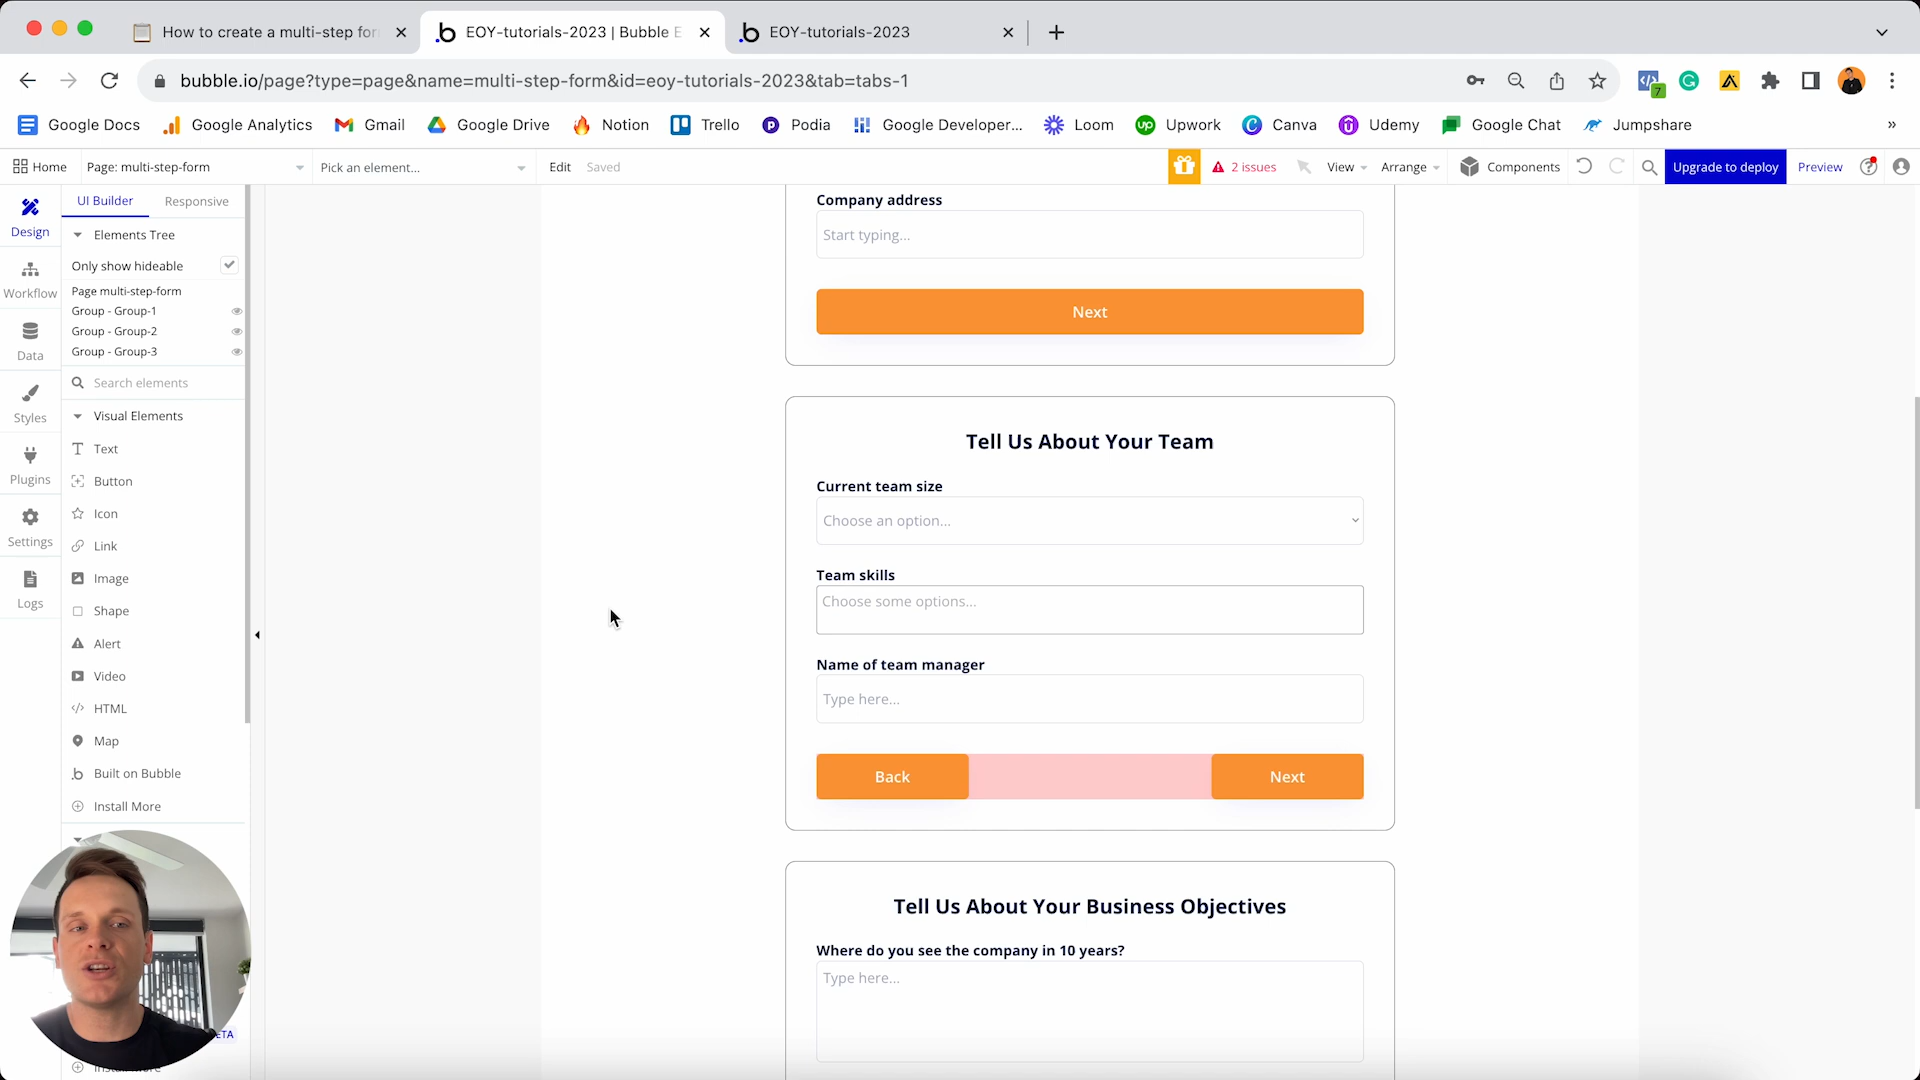 How to create a multi-step for
EOY-tutorials-2023 | Bubble E
EOY-tutorials-2023
bubble.io/page?type=page&name=multi-step-form&id=eoy-tutorials-2023&tab=tabs-1
7
Google Docs
Google Analytics
Gmail
Google Drive
Notion
Trello
Podia
Google Developer...
Loom
Upwork
Canva
Udemy
Google Chat
Jumpshare
»
Home
Page: multi-step-form
Pick an element...
Edit
Saved
2 issues
View
Arrange
Components
Upgrade to deploy
Preview
Design
Workflow
Data
Styles
Plugins
Settings
Logs
UI Builder
Responsive
Elements Tree
Only show hideable
Page multi-step-form
Group - Group-1
Group - Group-2
Group - Group-3
Search elements
Visual Elements
Text
Button
Icon
Link
Image
Shape
Alert
Video
HTML
Map
Built on Bubble
Install More
ETA
Install More
Company address
Start typing...
Next
Tell Us About Your Team
Current team size
Choose an option...
Team skills
Choose some options...
Name of team manager
Type here...
Back
Next
Tell Us About Your Business Objectives
Where do you see the company in 10 years?
Type here...